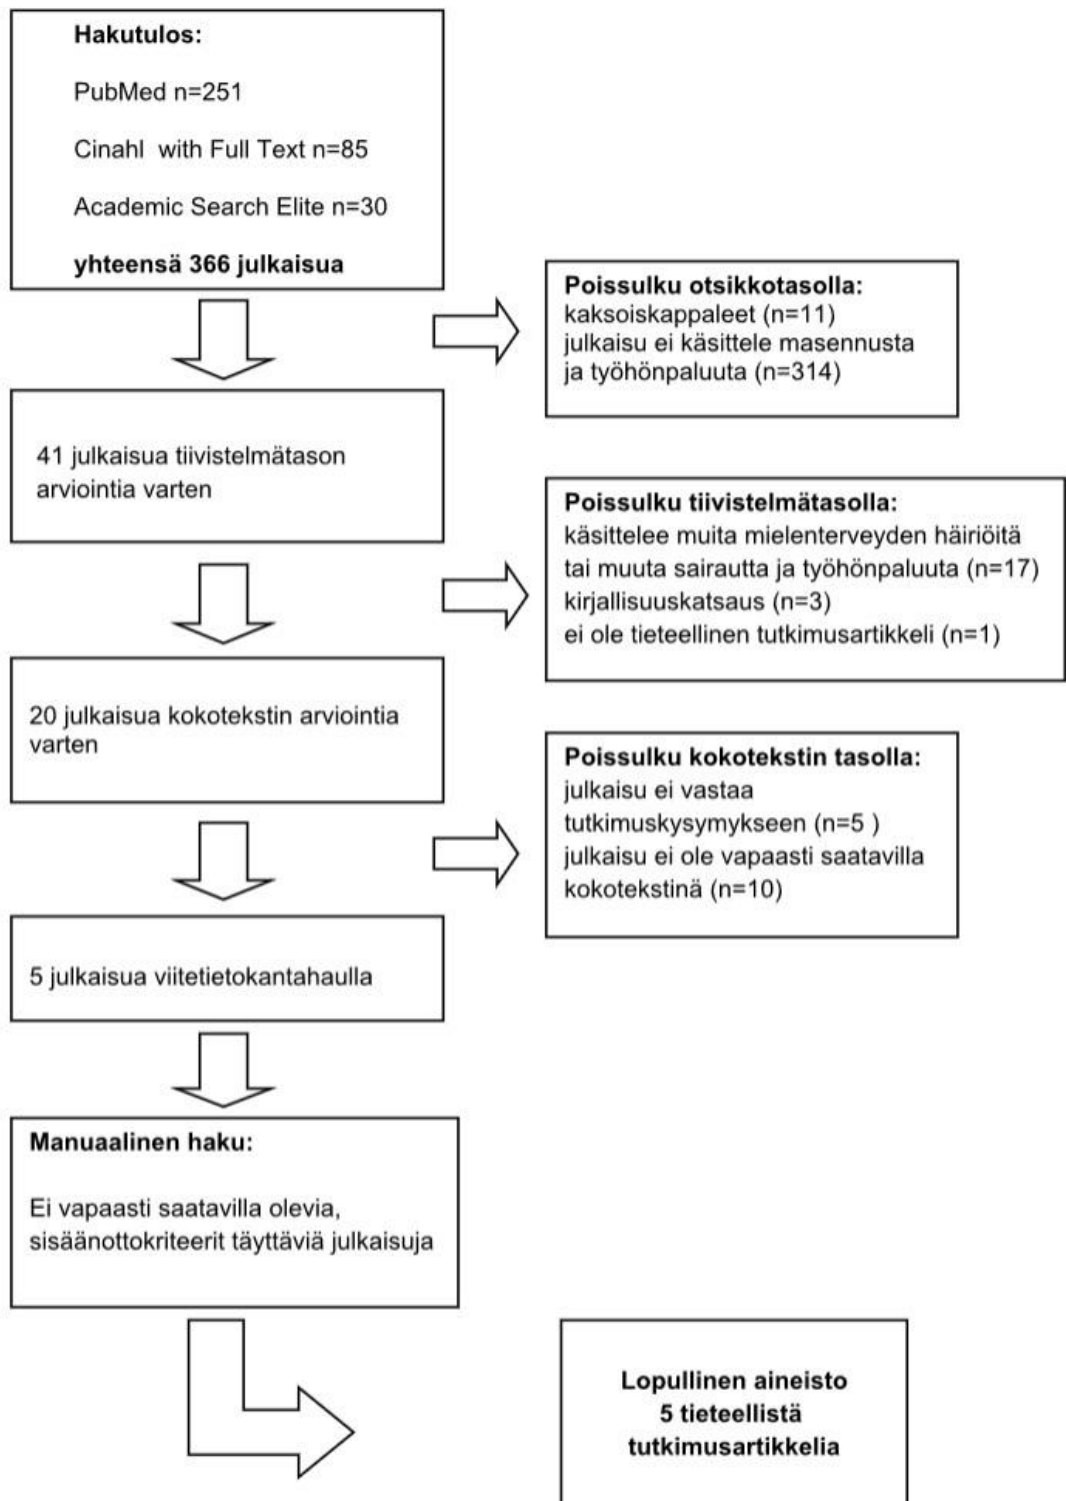 Hakutulos:
PubMed n=251
Cinahl with Full Text n=85
Academic Search Elite n=30
yhteensä 366 julkaisua
Poissulku otsikkotasolla:
kaksoiskappaleet (n=11)
julkaisu ei käsittele masennusta
ja työhönpaluuta (n=314)
41 julkaisua tiivistelmätason
arviointia varten
Poissulku tiivistelmätasolla:
käsittelee muita mielenterveyden häiriöitä
tai muuta sairautta ja työhönpaluuta (n=17)
kirjallisuuskatsaus (n=3)
ei ole tieteellinen tutkimusartikkeli (n=1)
20 julkaisua kokotekstin arviointia
varten
Poissulku kokotekstin tasolla:
julkaisu ei vastaa
tutkimuskysymykseen (n=5 )
julkaisu ei ole vapaasti saatavilla
kokotekstinä (n=10)
5 julkaisua viitetietokantahaulla
Manuaalinen haku:
Ei vapaasti saatavilla olevia,
sisäänottokriteerit täyttäviä julkaisuja
Lopullinen aineisto
5 tieteellistä
tutkimusartikkelia